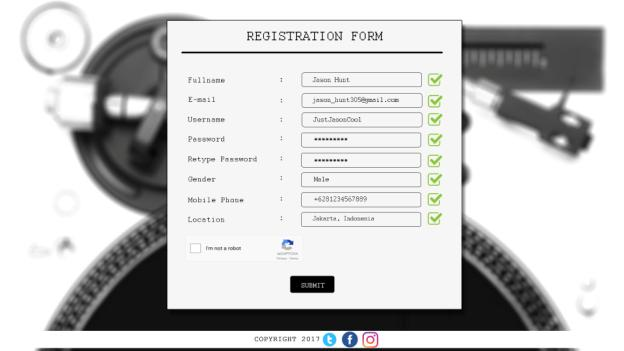 REGISTRATION FORM
Fullname : Jason Hunt
E-mail : jason_hunt305@gmail.com
Username : JustJasonCool
Password : *********
Retype Password : *********
Gender : Male
Mobile Phone : +6281234567889
Location : Jakarta, Indonesia
I'm not a robot
reCAPTCHA
Privacy - Terms
SUBMIT
COPYRIGHT 2017